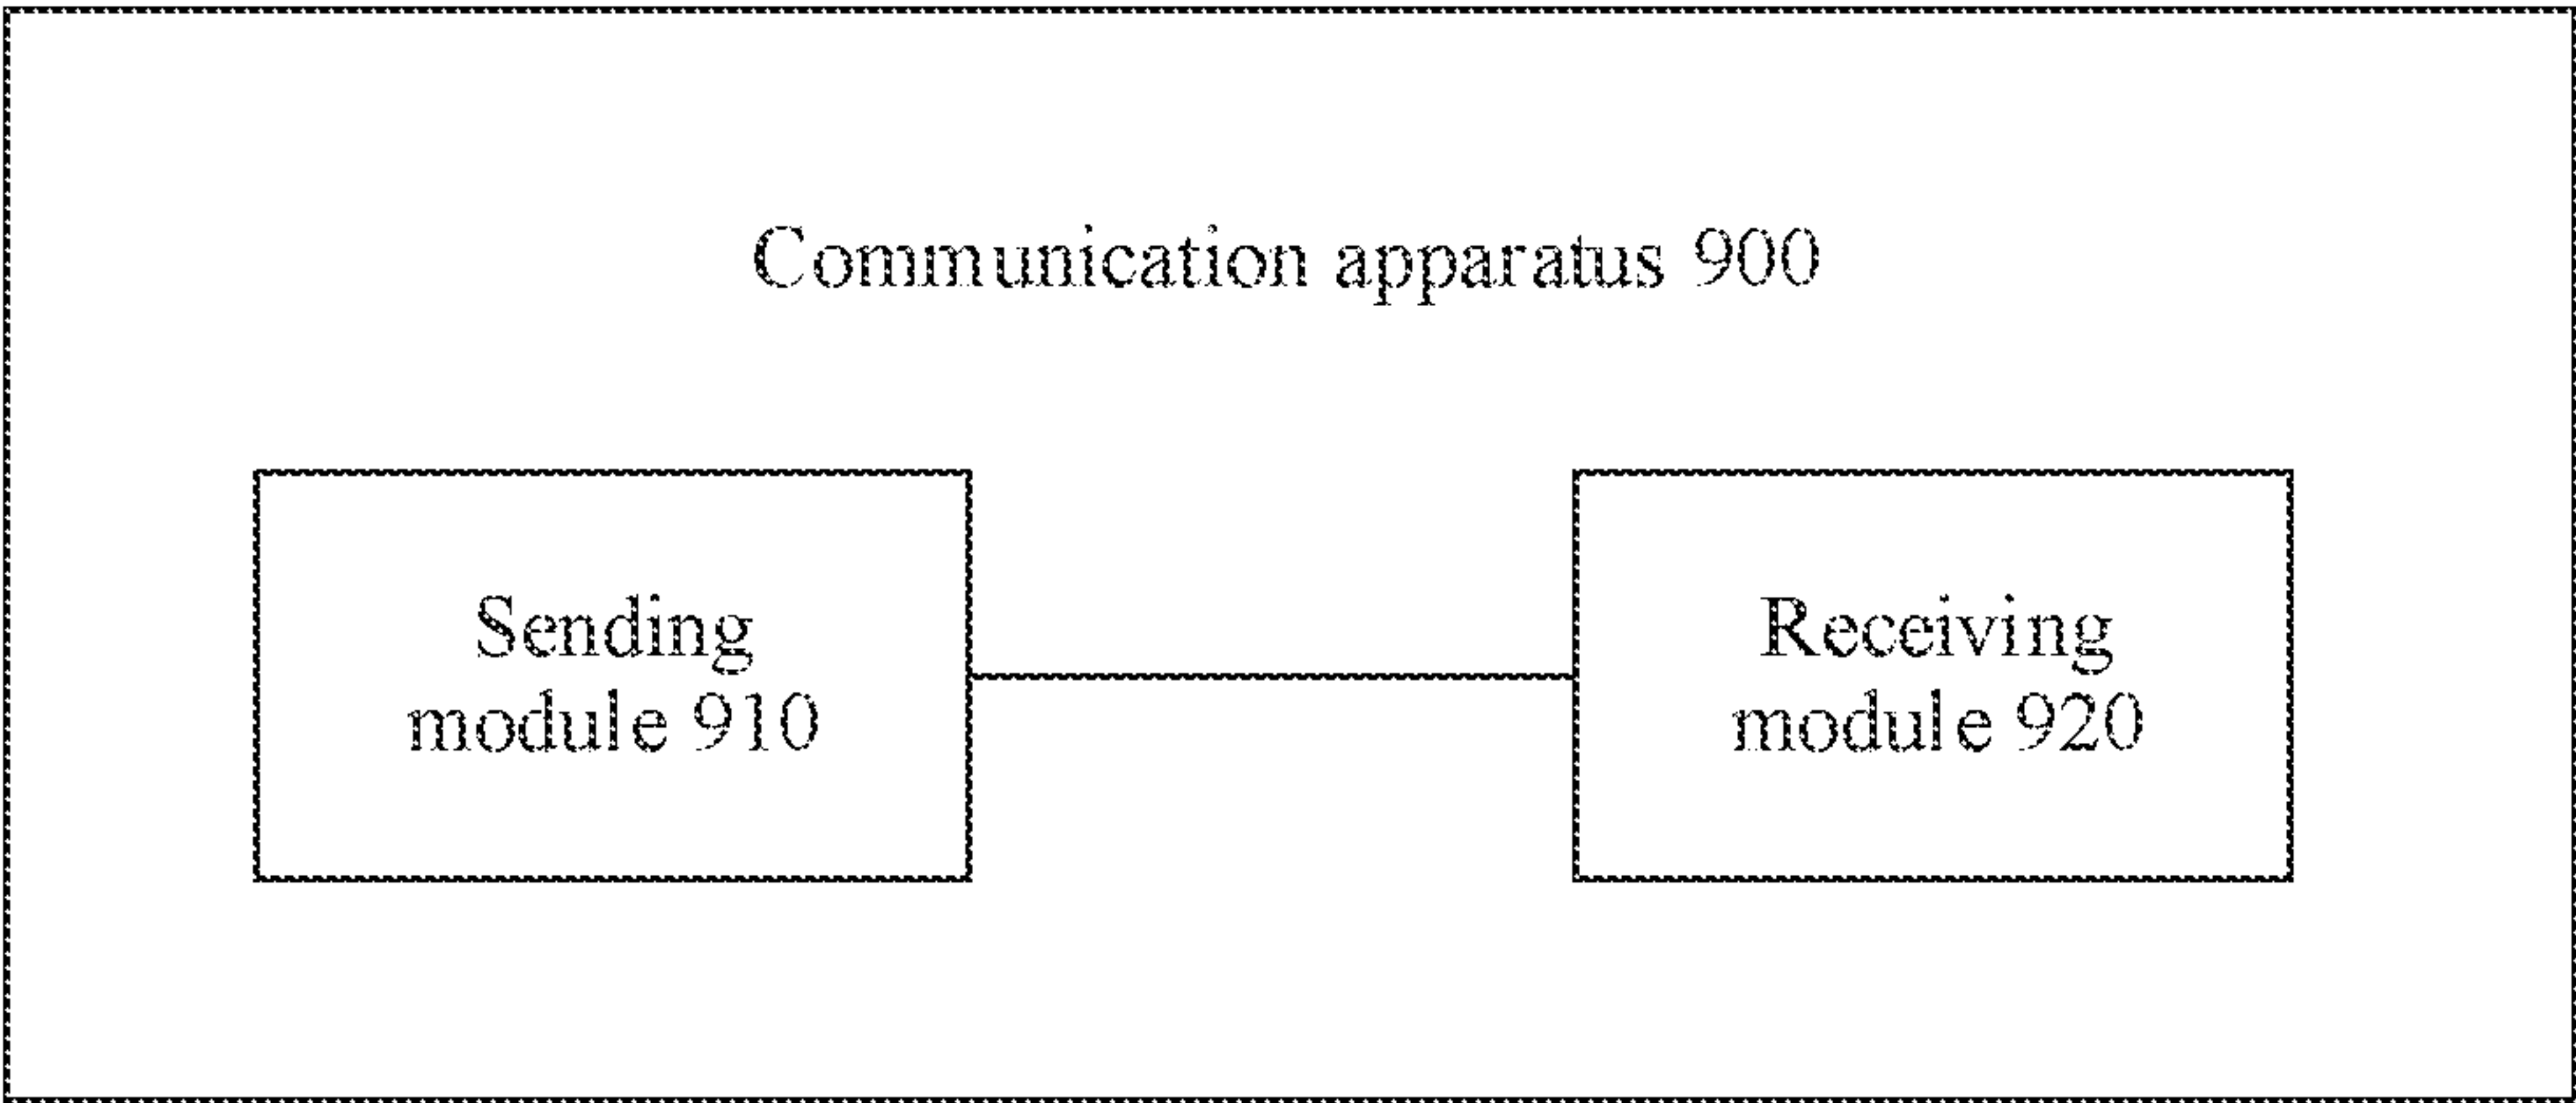 Communication apparatus 900
Sending
module 910
Receiving
module 920